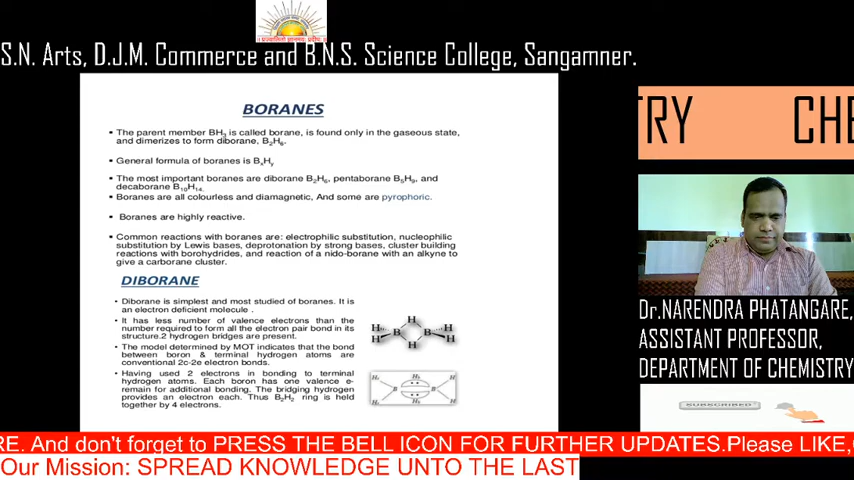 S.N. Arts, D.J.M. Commerce and B.N.S. Science College, Sangamner.
BORANES
▪ The parent member BH3 is called borane, is found only in the gaseous state,
and dimerizes to form diborane, B2H6.
▪ General formula of boranes is BxHy
▪ The most important boranes are diborane B2H6, pentaborane B5H9, and
decaborane B10H14.
▪ Boranes are all colourless and diamagnetic, And some are pyrophoric.
▪ Boranes are highly reactive.
▪ Common reactions with boranes are: electrophilic substitution, nucleophilic
substitution by Lewis bases, deprotonation by strong bases, cluster building
reactions with borohydrides, and reaction of a nido-borane with an alkyne to
give a carborane cluster.
DIBORANE
• Diborane is simplest and most studied of boranes. It is
an electron deficient molecule .
• It has less number of valence electrons than the
number required to form all the electron pair bond in its
structure.2 hydrogen bridges are present.
• The model determined by MOT indicates that the bond
between boron & terminal hydrogen atoms are
conventional 2c-2e electron bonds.
• Having used 2 electrons in bonding to terminal
hydrogen atoms. Each boron has one valence e-
remain for additional bonding. The bridging hydrogen
provides an electron each. Thus B2H2 ring is held
together by 4 electrons.
H
H B B H
H H H
TRY CHE
Dr.NARENDRA PHATANGARE,
ASSISTANT PROFESSOR,
DEPARTMENT OF CHEMISTRY
SUBSCRIBED
RE. And don't forget to PRESS THE BELL ICON FOR FURTHER UPDATES.Please LIKE,
Our Mission: SPREAD KNOWLEDGE UNTO THE LAST